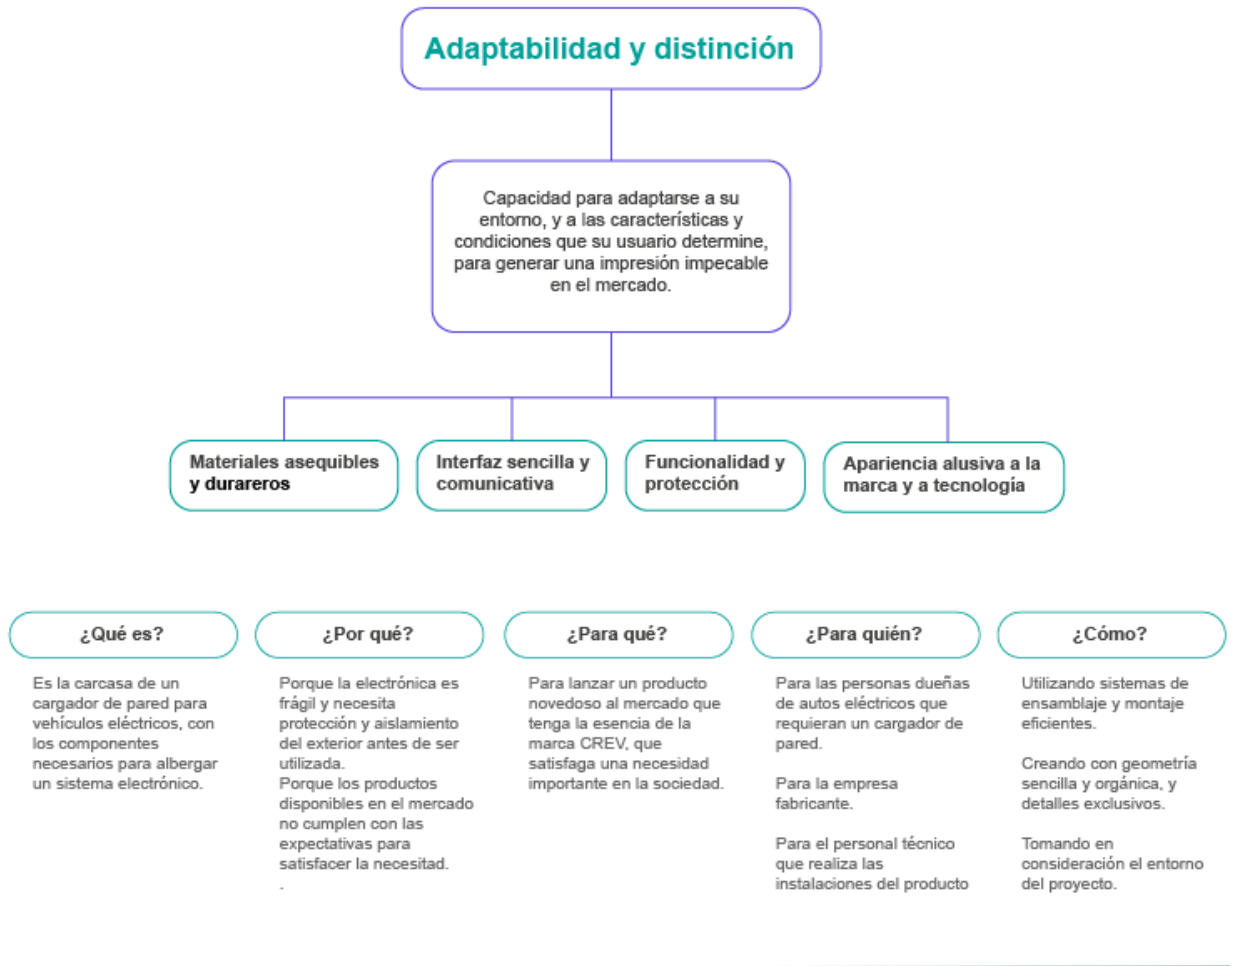 Adaptabilidad y distinción
Capacidad para adaptarse a su
entorno, y a las características y
condiciones que su usuario determine,
para generar una impresión impecable
en el mercado.
Materiales asequibles
y durareros
Interfaz sencilla y
comunicativa
Funcionalidad y
protección
Apariencia alusiva a la
marca y a tecnología
¿Qué es?
Es la carcasa de un
cargador de pared para
vehículos eléctricos, con
los componentes
necesarios para albergar
un sistema electrónico.
¿Por qué?
Porque la electrónica es
frágil y necesita
protección y aislamiento
del exterior antes de ser
utilizada.
Porque los productos
disponibles en el mercado
no cumplen con las
expectativas para
satisfacer la necesitad.
.
¿Para qué?
Para lanzar un producto
novedoso al mercado que
tenga la esencia de la
marca CREV, que
satisfaga una necesidad
importante en la sociedad.
¿Para quién?
Para las personas dueñas
de autos eléctricos que
requieran un cargador de
pared.
Para la empresa
fabricante.
Para el personal técnico
que realiza las
instalaciones del producto
¿Cómo?
Utilizando sistemas de
ensamblaje y montaje
eficientes.
Creando con geometría
sencilla y orgánica, y
detalles exclusivos.
Tomando en
consideración el entorno
del proyecto.